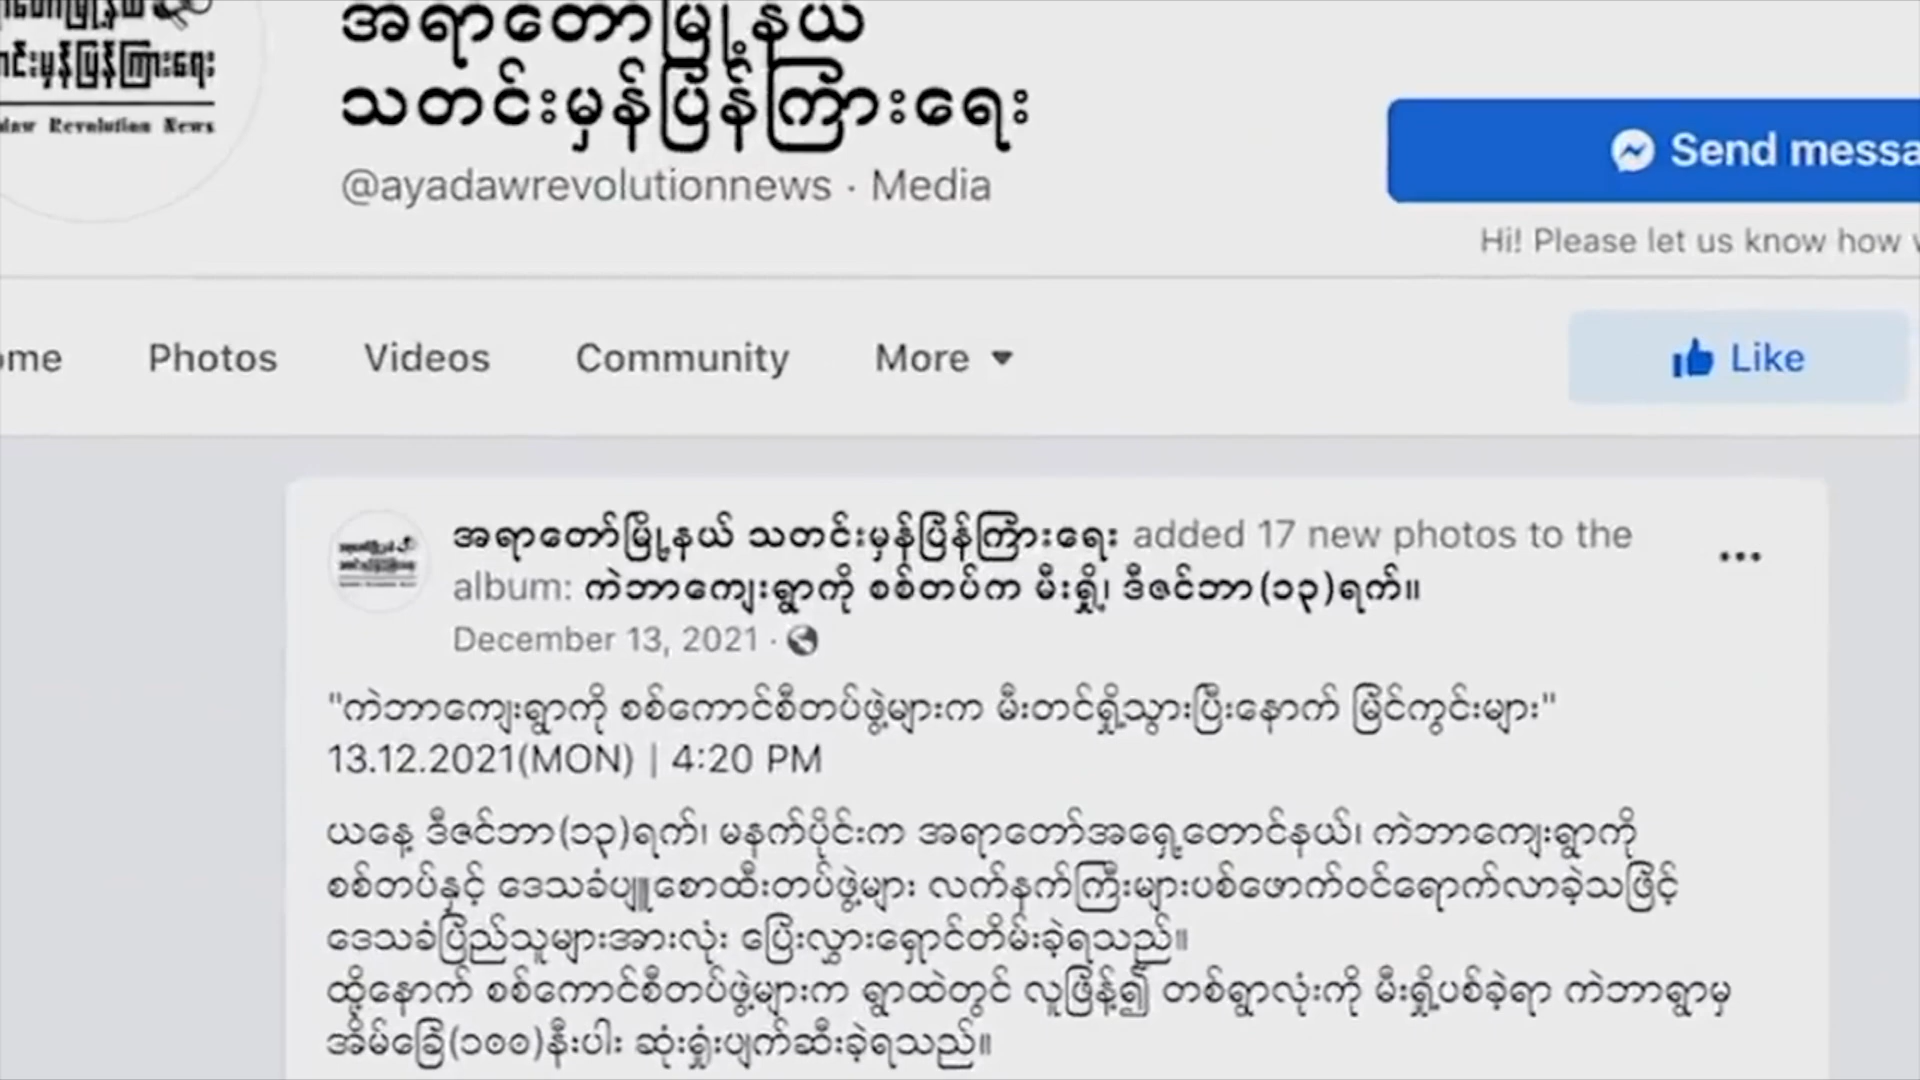 အရာတော်မြို့နယ်
သတင်းမှန်ပြန်ကြားရေး
Revolution News
@ayadawrevolutionnews · Media
Send
Hi! Please let us know how
Photos Videos Community More
Like
အရာတော်မြို့နယ် သတင်းမှန်ပြန်ကြားရေး added 17 new photos to the
album: ကဲဘာကျေးရွာကို စစ်တပ်က မီးရှို့၊ ဒီဇင်ဘာ(၁၃)ရက်။
December 13, 2021 ·
"ကဲဘာကျေးရွာကို စစ်ကောင်စီတပ်ဖွဲ့များက မီးတင်ရှို့သွားပြီးနောက် မြင်ကွင်းများ"
13.12.2021(MON) | 4:20 PM
ယနေ့ ဒီဇင်ဘာ(၁၃)ရက်၊ မနက်ပိုင်းက အရာတော်အရှေ့တောင်နယ်၊ ကဲဘာကျေးရွာကို
စစ်တပ်နှင့် ဒေသခံပျူစောထီးတပ်ဖွဲ့များ လက်နက်ကြီးများပစ်ဖောက်ဝင်ရောက်လာခဲ့သဖြင့်
ဒေသခံပြည်သူများအားလုံး ပြေးလွှားရှောင်တိမ်းခဲ့ရသည်။
ထို့နောက် စစ်ကောင်စီတပ်ဖွဲ့များက ရွာထဲတွင် လူဖြန့်၍ တစ်ရွာလုံးကို မီးရှို့ပစ်ခဲ့ရာ ကဲဘာရွာမှ
အိမ်ခြေ(၁၀၀)နီးပါး ဆုံးရှုံးပျက်ဆီးခဲ့ရသည်။